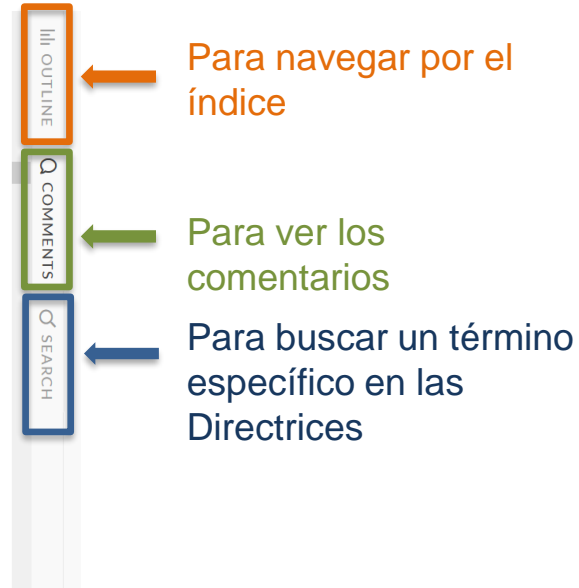 OUTLINE
Para navegar por el
índice
COMMENTS
Para ver los
comentarios
SEARCH
Para buscar un término
específico en las
Directrices